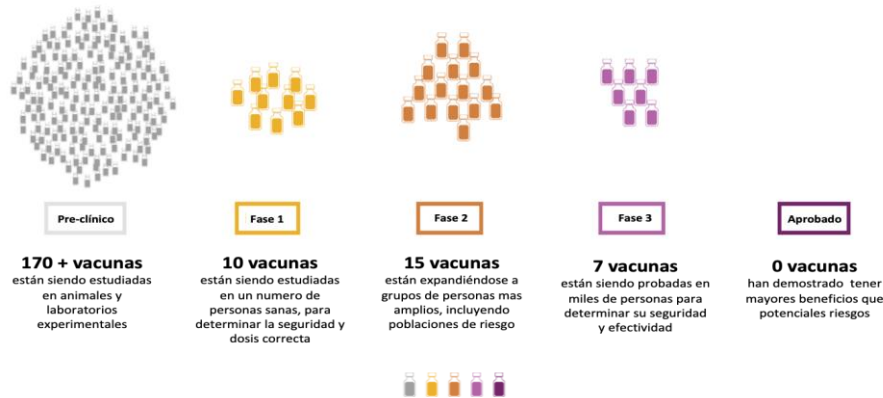 Pre-clínico
170 + vacunas
están siendo estudiadas
en animales y
laboratorios
experimentales
Fase 1
10 vacunas
están siendo estudiadas
en un numero de
personas sanas, para
determinar la seguridad y
dosis correcta
Fase 2
15 vacunas
están expandiéndose a
grupos de personas mas
amplios, incluyendo
poblaciones de riesgo
Fase 3
7 vacunas
están siendo probadas en
miles de personas para
determinar su seguridad
y efectividad
Aprobado
0 vacunas
han demostrado tener
mayores beneficios que
potenciales riesgos